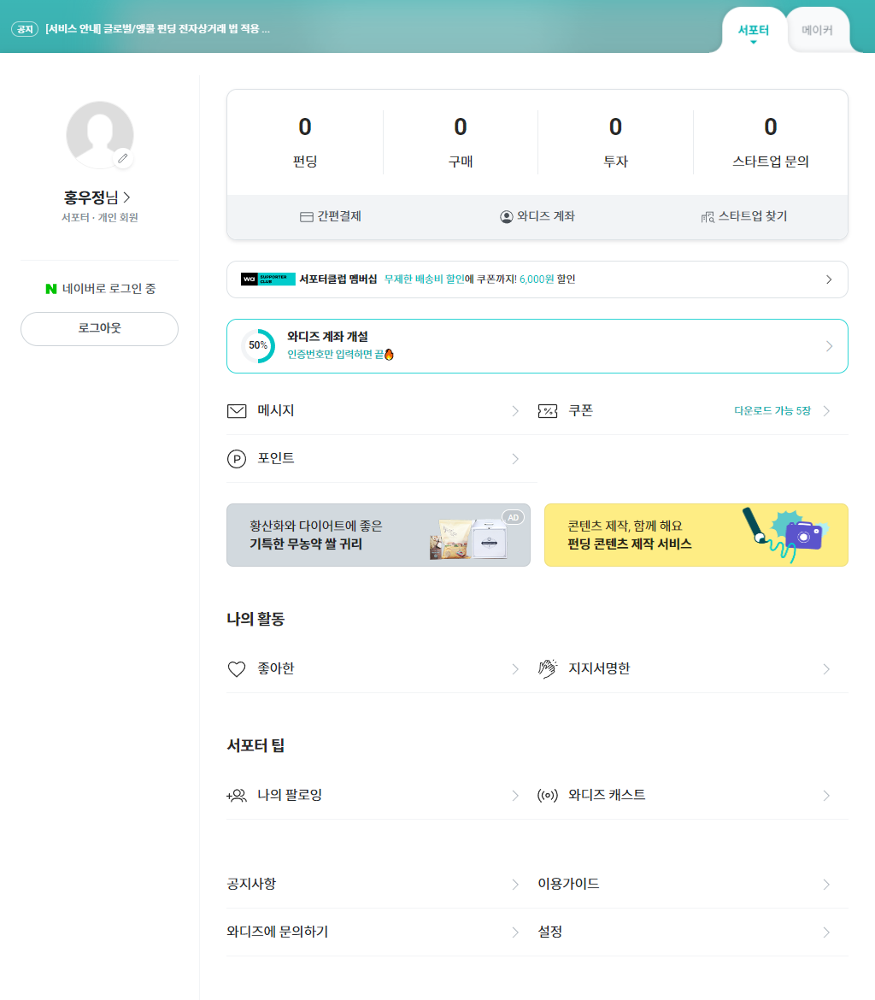 공지 [서비스 안내] 글로벌/앵콜 펀딩 전자상거래 법 적용 ...
서포터
메이커
홍우정님
서포터 · 개인 회원
네이버로 로그인 중
로그아웃
0
펀딩
0
구매
0
투자
0
스타트업 문의
간편결제
와디즈 계좌
스타트업 찾기
wa SUPPORTER CLUB 서포터클럽 멤버십 무제한 배송비 할인에 쿠폰까지! 6,000원 할인
50%
와디즈 계좌 개설
인증번호만 입력하면 끝🔥
메시지
쿠폰
다운로드 가능 5장
포인트
황산화와 다이어트에 좋은
기특한 무농약 쌀 귀리
AD
콘텐츠 제작, 함께 해요
펀딩 콘텐츠 제작 서비스
나의 활동
좋아한
지지서명한
서포터 팁
나의 팔로잉
와디즈 캐스트
공지사항
이용가이드
와디즈에 문의하기
설정